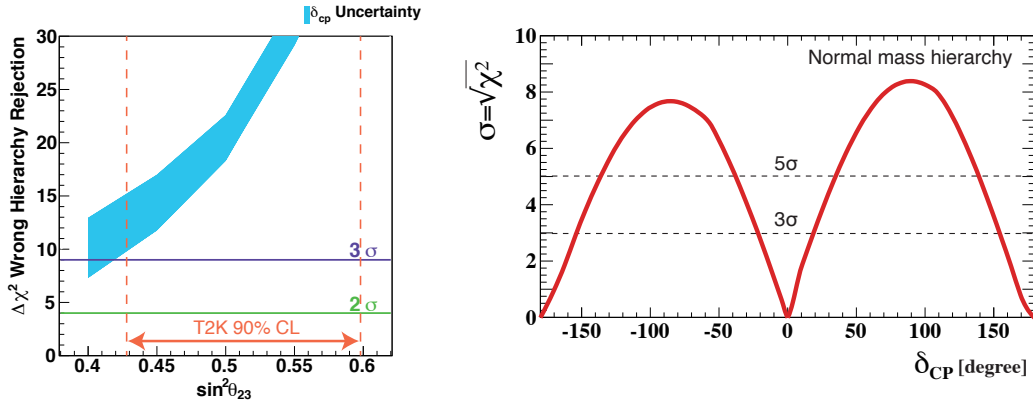 δcp Uncertainty
Δχ² Wrong Hierarchy Rejection
30
25
20
15
10
5
0
3 σ
2 σ
T2K 90% CL
0.4 0.45 0.5 0.55 0.6
sin²θ23
σ=√χ²
10
8
6
4
2
0
Normal mass hierarchy
5σ
3σ
-150 -100 -50 0 50 100 150
δCP [degree]